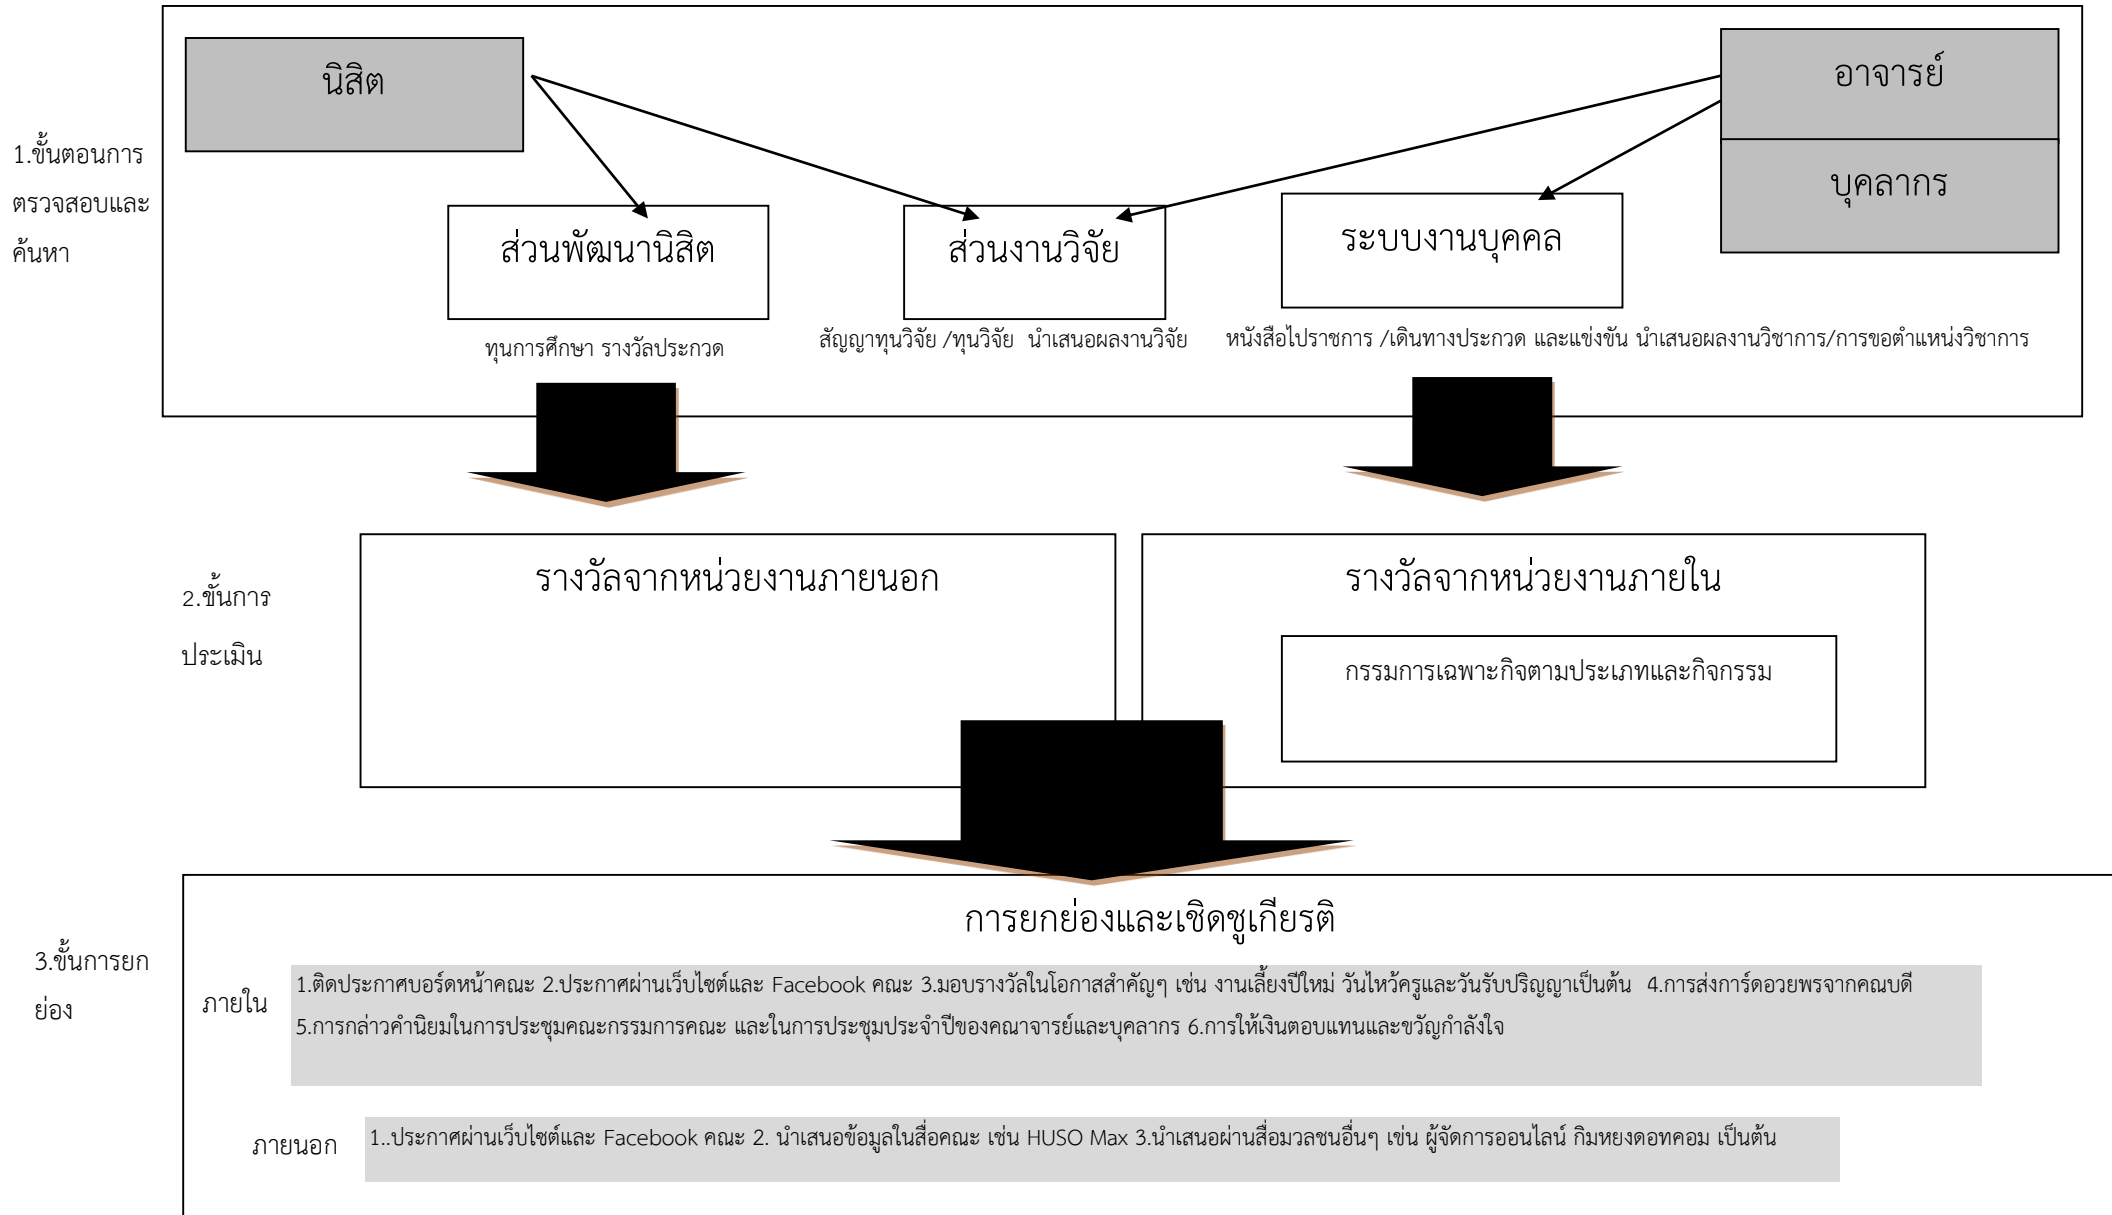 นิสิต
อาจารย์
บุคลากร
1.ขั้นตอนการ
ตรวจสอบและ
ค้นหา
ส่วนพัฒนานิสิต
ส่วนงานวิจัย
ระบบงานบุคคล
ทุนการศึกษา รางวัลประกวด
สัญญาทุนวิจัย /ทุนวิจัย นำเสนอผลงานวิจัย
หนังสือไปราชการ /เดินทางประกวด และแข่งขัน นำเสนอผลงานวิชาการ/การขอตำแหน่งวิชาการ
2.ขั้นการ
ประเมิน
รางวัลจากหน่วยงานภายนอก
รางวัลจากหน่วยงานภายใน
กรรมการเฉพาะกิจตามประเภทและกิจกรรม
3.ขั้นการยก
ย่อง
การยกย่องและเชิดชูเกียรติ
ภายใน
1.ติดประกาศบอร์ดหน้าคณะ 2.ประกาศผ่านเว็บไซต์และ Facebook คณะ 3.มอบรางวัลในโอกาสสำคัญๆ เช่น งานเลี้ยงปีใหม่ วันไหว้ครูและวันรับปริญญาเป็นต้น 4.การส่งการ์ดอวยพรจากคณบดี
5.การกล่าวคำนิยมในการประชุมคณะกรรมการคณะ และในการประชุมประจำปีของคณาจารย์และบุคลากร 6.การให้เงินตอบแทนและขวัญกำลังใจ
ภายนอก
1..ประกาศผ่านเว็บไซต์และ Facebook คณะ 2. นำเสนอข้อมูลในสื่อคณะ เช่น HUSO Max 3.นำเสนอผ่านสื่อมวลชนอื่นๆ เข่น ผู้จัดการออนไลน์ กิมหยงดอทคอม เป็นต้น